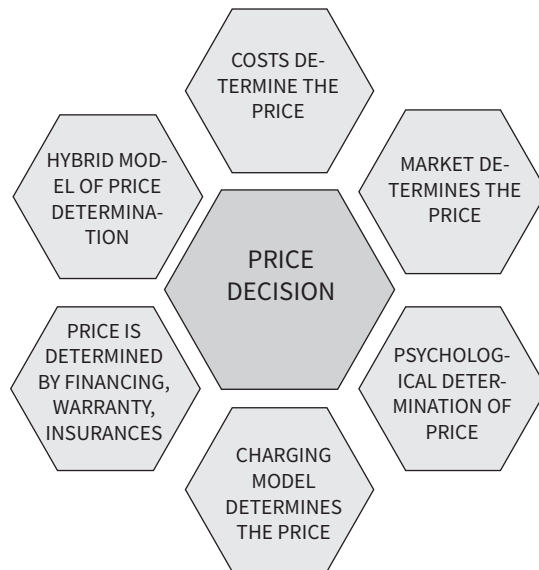 COSTS DE-
TERMINE THE
PRICE
HYBRID MOD-
EL OF PRICE
DETERMINA-
TION
MARKET DE-
TERMINES THE
PRICE
PRICE
DECISION
PRICE IS
DETERMINED
BY FINANCING,
WARRANTY,
INSURANCES
PSYCHOLOG-
ICAL DETER-
MINATION OF
PRICE
CHARGING
MODEL
DETERMINES
THE PRICE